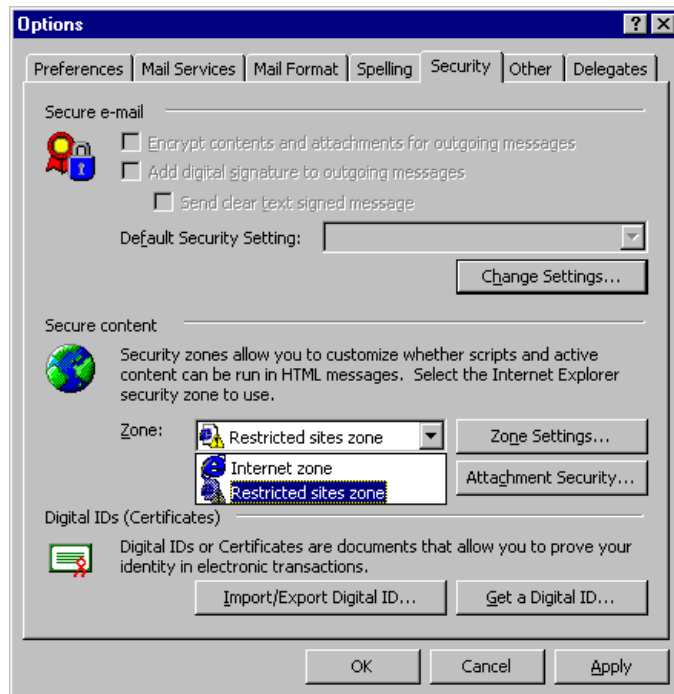 Options
Preferences Mail Services Mail Format Spelling Security Other Delegates
Secure e-mail
Encrypt contents and attachments for outgoing messages
Add digital signature to outgoing messages
Send clear text signed message
Default Security Setting:
Change Settings...
Secure content
Security zones allow you to customize whether scripts and active
content can be run in HTML messages. Select the Internet Explorer
security zone to use.
Zone: Restricted sites zone Zone Settings...
Internet zone
Restricted sites zone Attachment Security...
Digital IDs (Certificates)
Digital IDs or Certificates are documents that allow you to prove your
identity in electronic transactions.
Import/Export Digital ID... Get a Digital ID...
OK Cancel Apply